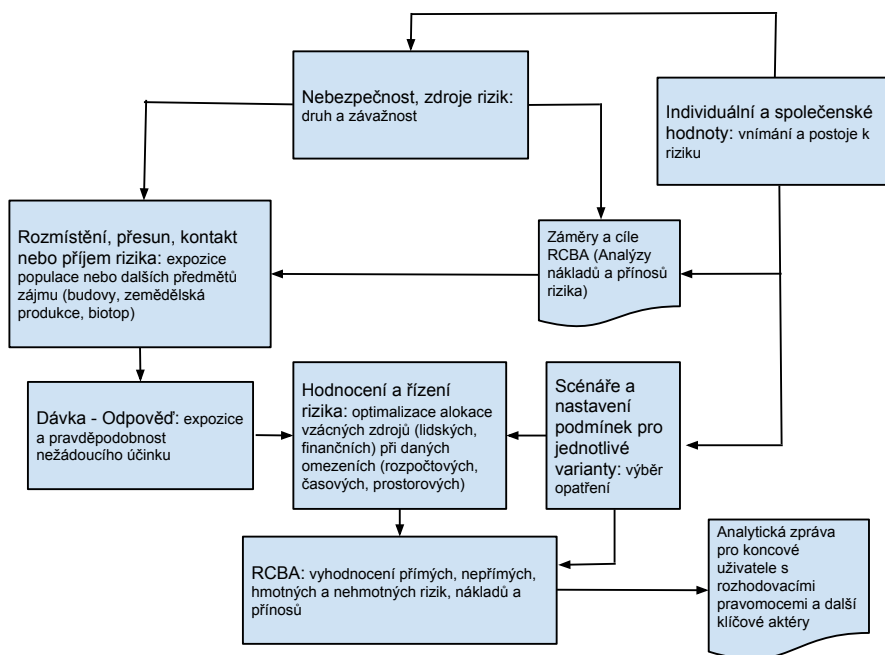 Nebezpečnost, zdroje rizik:
druh a závažnost
Individuální a společenské
hodnoty: vnímání a postoje k
riziku
Rozmístění, přesun, kontakt
nebo příjem rizika: expozice
populace nebo dalších předmětů
zájmu (budovy, zemědělská
produkce, biotop)
Záměry a cíle
RCBA (Analýzy
nákladů a přínosů
rizika)
Dávka - Odpověď: expozice
a pravděpodobnost
nežádoucího účinku
Hodnocení a řízení
rizika: optimalizace alokace
vzácných zdrojů (lidských,
finančních) při daných
omezeních (rozpočtových,
časových, prostorových)
Scénáře a
nastavení
podmínek pro
jednotlivé
varianty: výběr
opatření
RCBA: vyhodnocení přímých, nepřímých,
hmotných a nehmotných rizik, nákladů a
přínosů
Analytická zpráva
pro koncové
uživatele s
rozhodovacími
pravomocemi a další
klíčové aktéry